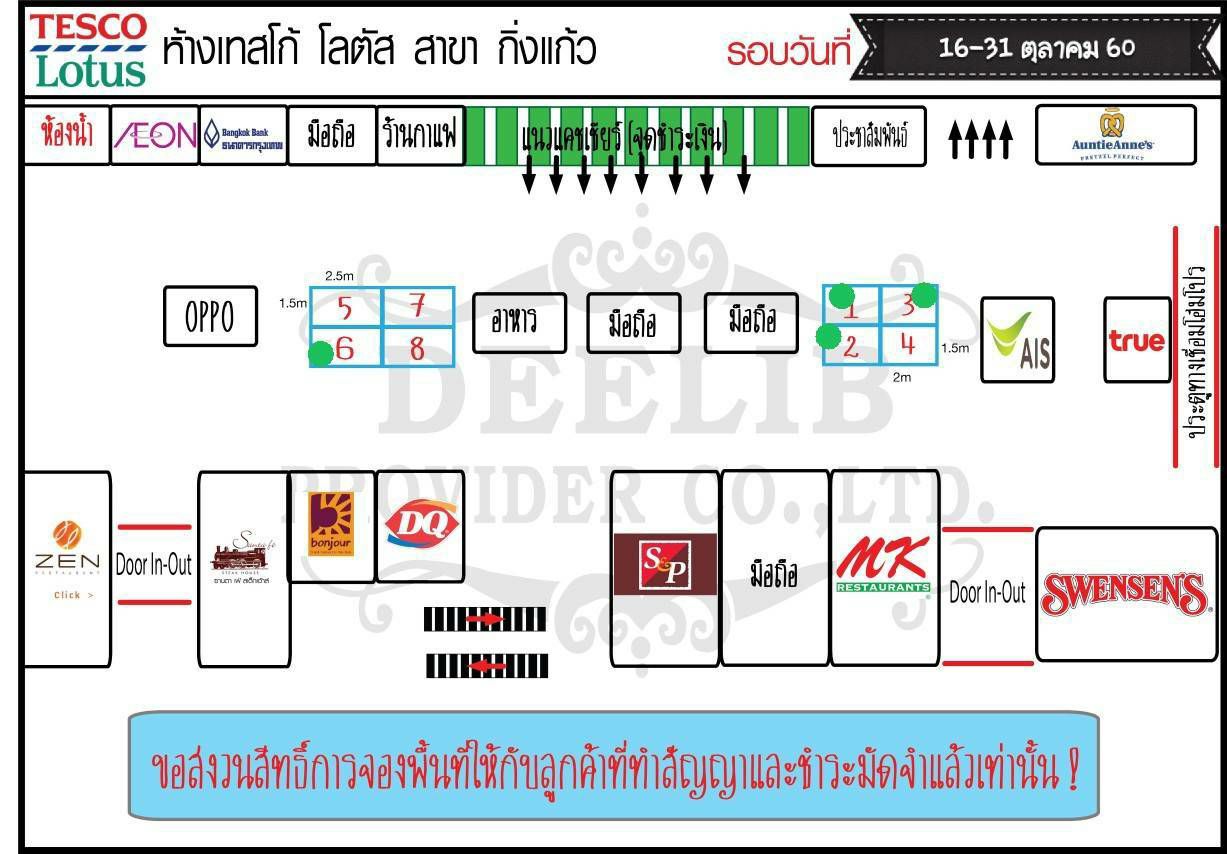 TESCO
Lotus
ห้างเทสโก้ โลตัส สาขา กิ่งแก้ว
รอบวันที่
16-31 ตุลาคม 60
ห้องน้ำ
ÆON
Bangkok Bank
ธนาคารกรุงเทพ
มือถือ
ร้านกาแฟ
แนวแคชเชียร์ (จุดชำระเงิน)
ประชาสัมพันธ์
AuntieAnne's
PRETZEL PERFECT
OPPO
2.5m
1.5m
5 7
6 8
อาหาร
มือถือ
มือถือ
1 3
2 4
1.5m
2m
AIS
true
ประตูทางเชื่อมโฮมโปร
DEELIB
PROVIDER CO.,LTD.
ZEN
RESTAURANT
Click >
Door In-Out
Santa fe
STEAK HOUSE
ซานตา เฟ่ สเต็กเฮ้าส์
bonjour
DQ
S&P
มือถือ
MK
RESTAURANTS
Door In-Out
SWENSEN'S
ขอสงวนสิทธิ์การจองพื้นที่ให้กับลูกค้าที่ทำสัญญาและชำระมัดจำแล้วเท่านั้น !